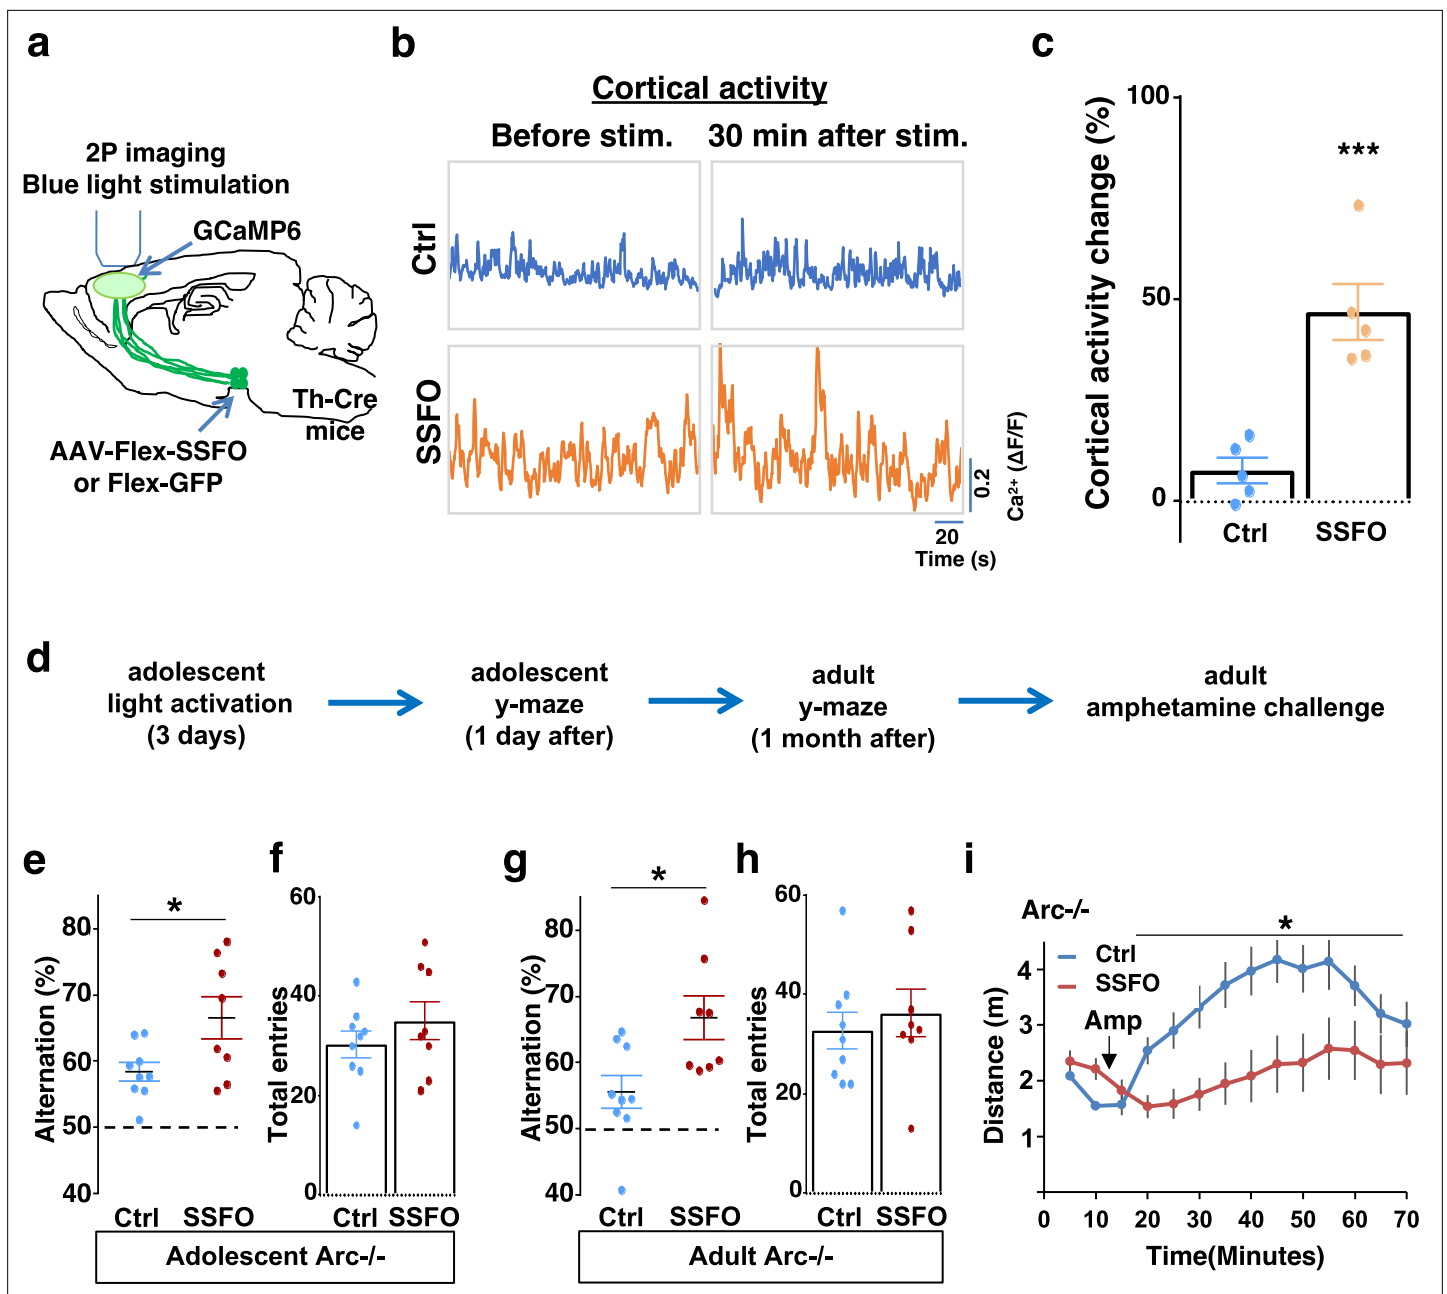 a
2P imaging
Blue light stimulation
GCaMP6
Th-Cre
mice
AAV-Flex-SSFO
or Flex-GFP
b
Cortical activity
Before stim.
30 min after stim.
Ctrl
SSFO
0.2
Ca²⁺ (ΔF/F)
20
Time (s)
c
Cortical activity change (%)
100
50
0
***
Ctrl
SSFO
d
adolescent
light activation
(3 days)
adolescent
y-maze
(1 day after)
adult
y-maze
(1 month after)
adult
amphetamine challenge
e
Alternation (%)
80
70
60
50
40
*
Ctrl
SSFO
f
Total entries
60
40
20
0
Ctrl
SSFO
Adolescent Arc-/-
g
Alternation (%)
80
70
60
50
40
*
Ctrl
SSFO
h
Total entries
60
40
20
0
Ctrl
SSFO
Adult Arc-/-
i
Arc-/-
Ctrl
SSFO
*
Amp
Distance (m)
4
3
2
1
0
10
20
30
40
50
60
70
Time(Minutes)